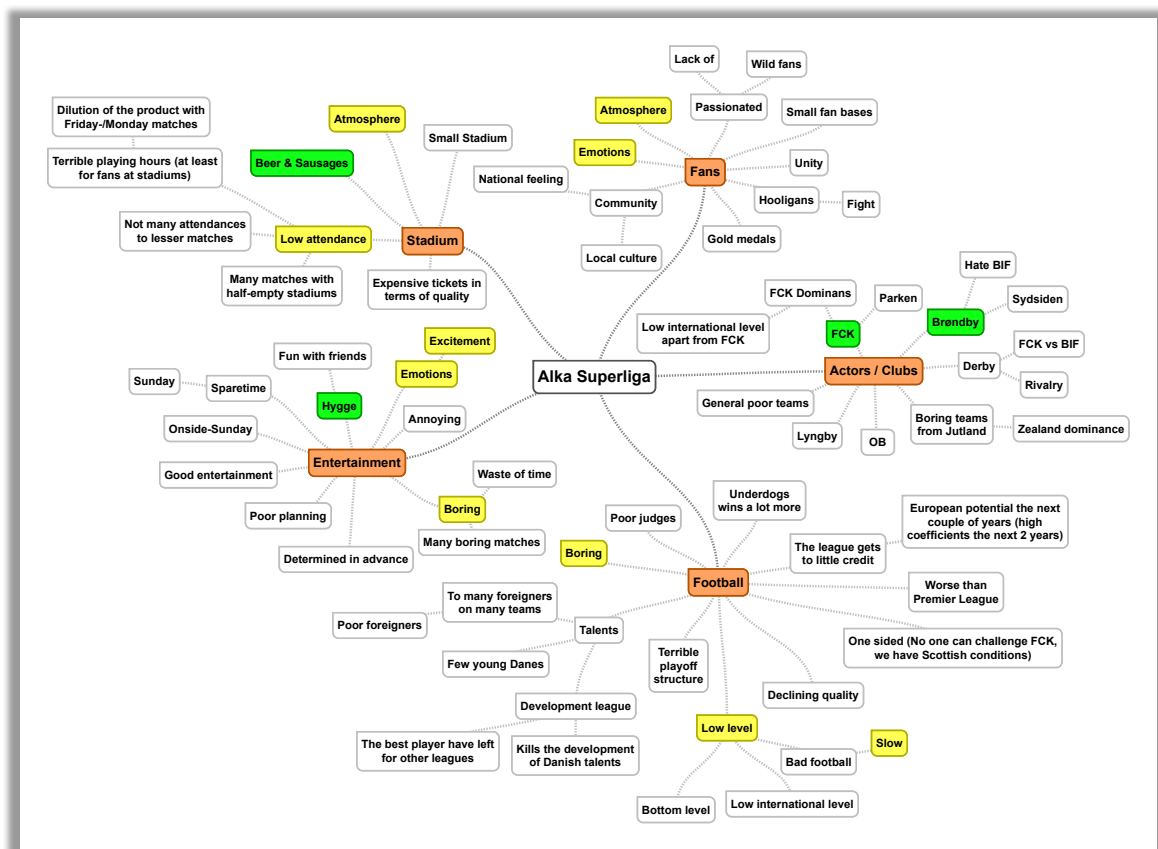 Alka Superliga
Stadium
Dilution of the product with
Friday-/Monday matches
Terrible playing hours (at least
for fans at stadiums)
Not many attendances
to lesser matches
Many matches with
half-empty stadiums
Low attendance
Beer & Sausages
Atmosphere
Small Stadium
Expensive tickets in
terms of quality
Fans
Atmosphere
Emotions
Lack of
Wild fans
Passionated
Small fan bases
Unity
Hooligans
Fight
Gold medals
Community
National feeling
Local culture
Actors / Clubs
FCK Dominans
Low international level
apart from FCK
FCK
Parken
Brøndby
Hate BIF
Sydsiden
Derby
FCK vs BIF
Rivalry
Boring teams
from Jutland
Zealand dominance
OB
Lyngby
General poor teams
Entertainment
Sunday
Sparetime
Fun with friends
Hygge
Excitement
Emotions
Annoying
Onside-Sunday
Good entertainment
Poor planning
Determined in advance
Boring
Waste of time
Many boring matches
Football
Boring
Poor judges
Underdogs
wins a lot more
The league gets
to little credit
European potential the next
couple of years (high
coefficients the next 2 years)
Worse than
Premier League
One sided (No one can challenge FCK,
we have Scottish conditions)
Declining quality
Terrible
playoff
structure
Talents
To many foreigners
on many teams
Poor foreigners
Few young Danes
Development league
The best player have left
for other leagues
Kills the development
of Danish talents
Low level
Slow
Bad football
Low international level
Bottom level